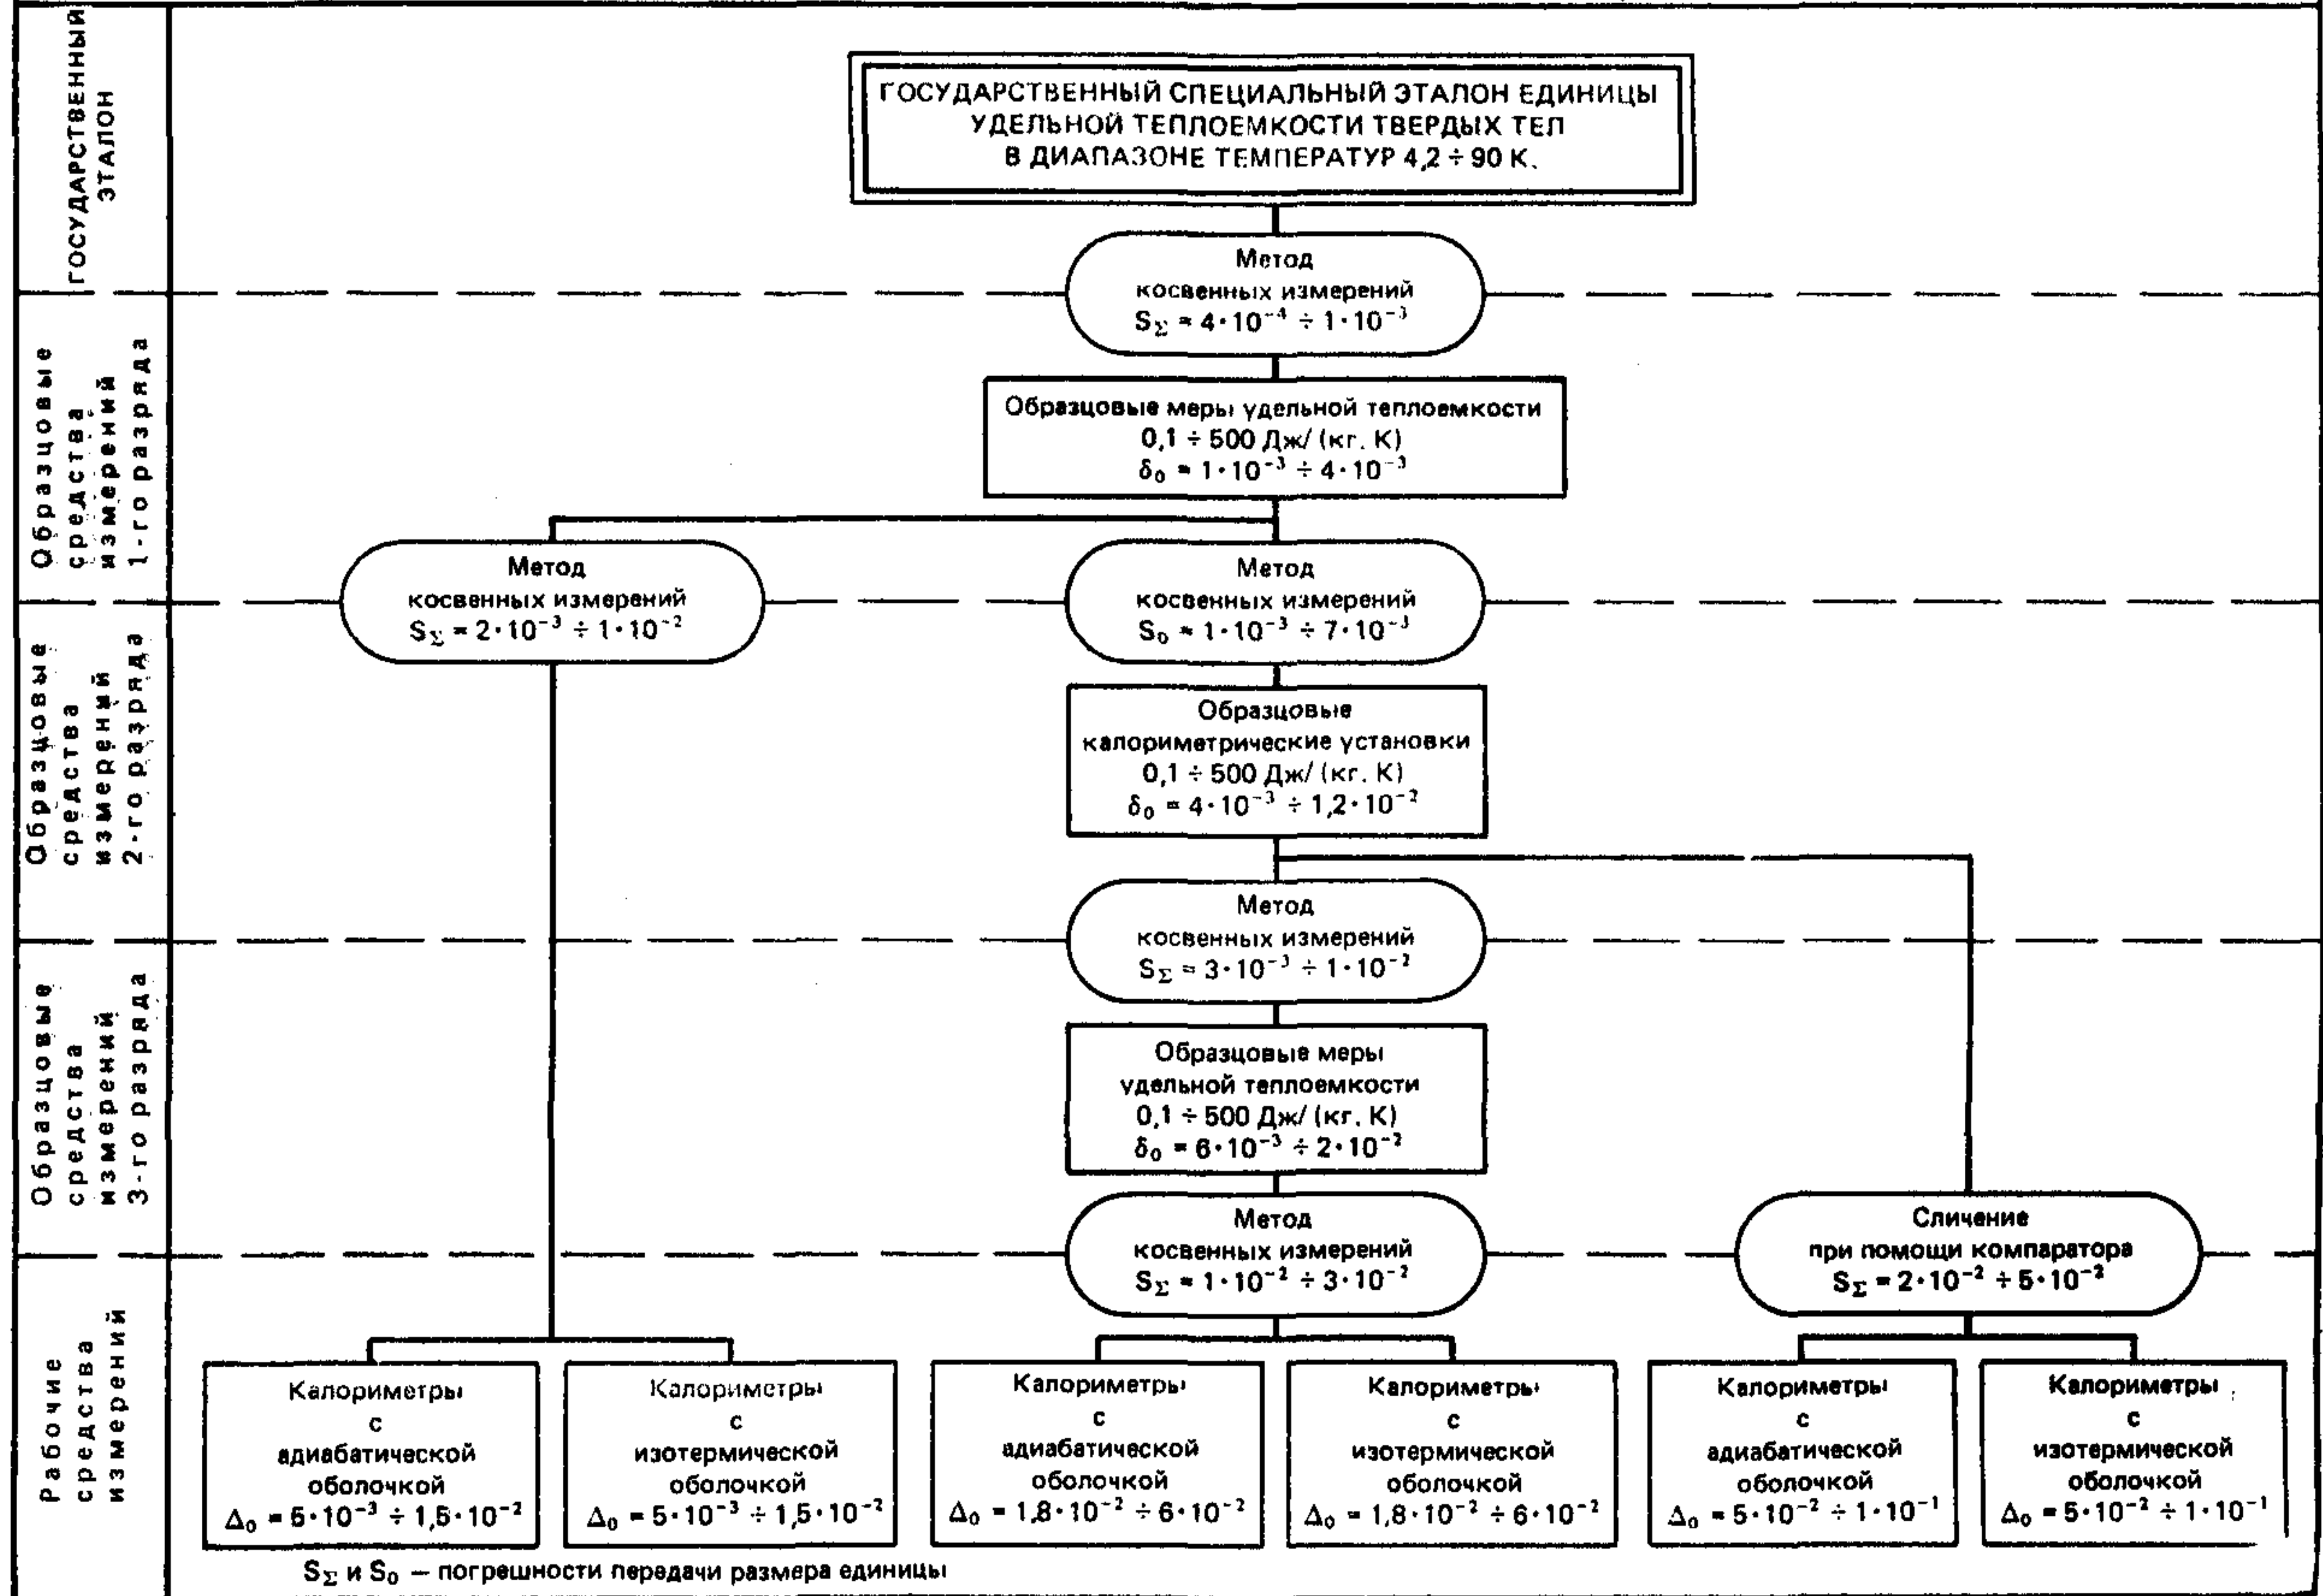 ГОСУДАРСТВЕННЫЙ
ЭТАЛОН
ГОСУДАРСТВЕННЫЙ СПЕЦИАЛЬНЫЙ ЭТАЛОН ЕДИНИЦЫ
УДЕЛЬНОЙ ТЕПЛОЕМКОСТИ ТВЕРДЫХ ТЕЛ
В ДИАПАЗОНЕ ТЕМПЕРАТУР 4,2 ÷ 90 К.
Метод
косвенных измерений
S_Σ = 4·10⁻⁴ ÷ 1·10⁻³
Образцовые
средства
измерений
1-го разряда
Образцовые меры удельной теплоемкости
0,1 ÷ 500 Дж/ (кг. К)
δ₀ = 1·10⁻³ ÷ 4·10⁻³
Метод
косвенных измерений
S_Σ = 2·10⁻³ ÷ 1·10⁻²
Метод
косвенных измерений
S₀ = 1·10⁻³ ÷ 7·10⁻³
Образцовые
средства
измерений
2-го разряда
Образцовые
калориметрические установки
0,1 ÷ 500 Дж/ (кг. К)
δ₀ = 4·10⁻³ ÷ 1,2·10⁻²
Метод
косвенных измерений
S_Σ = 3·10⁻³ ÷ 1·10⁻²
Образцовые
средства
измерений
3-го разряда
Образцовые меры
удельной теплоемкости
0,1 ÷ 500 Дж/ (кг. К)
δ₀ = 6·10⁻³ ÷ 2·10⁻²
Метод
косвенных измерений
S_Σ = 1·10⁻² ÷ 3·10⁻²
Сличение
при помощи компаратора
S_Σ = 2·10⁻² ÷ 5·10⁻²
Рабочие
средства
измерений
Калориметры
с
адиабатической
оболочкой
Δ₀ = 5·10⁻³ ÷ 1,5·10⁻²
Калориметры
с
изотермической
оболочкой
Δ₀ = 5·10⁻³ ÷ 1,5·10⁻²
Калориметры
с
адиабатической
оболочкой
Δ₀ = 1,8·10⁻² ÷ 6·10⁻²
Калориметры
с
изотермической
оболочкой
Δ₀ = 1,8·10⁻² ÷ 6·10⁻²
Калориметры
с
адиабатической
оболочкой
Δ₀ = 5·10⁻² ÷ 1·10⁻¹
Калориметры
с
изотермической
оболочкой
Δ₀ = 5·10⁻² ÷ 1·10⁻¹
S_Σ и S₀ — погрешности передачи размера единицы